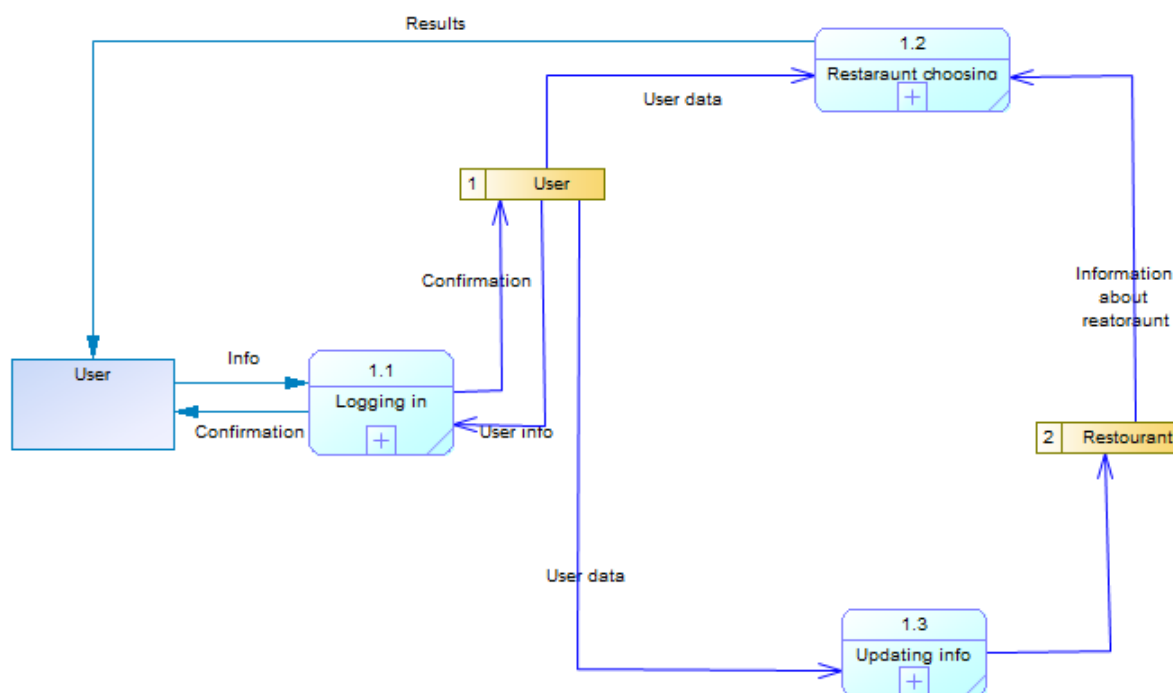 Results
1.2
Restaraunt choosing
User data
1
User
Confirmation
Information
about
reatoraunt
User
Info
1.1
Logging in
Confirmation
User info
2
Restourant
User data
1.3
Updating info